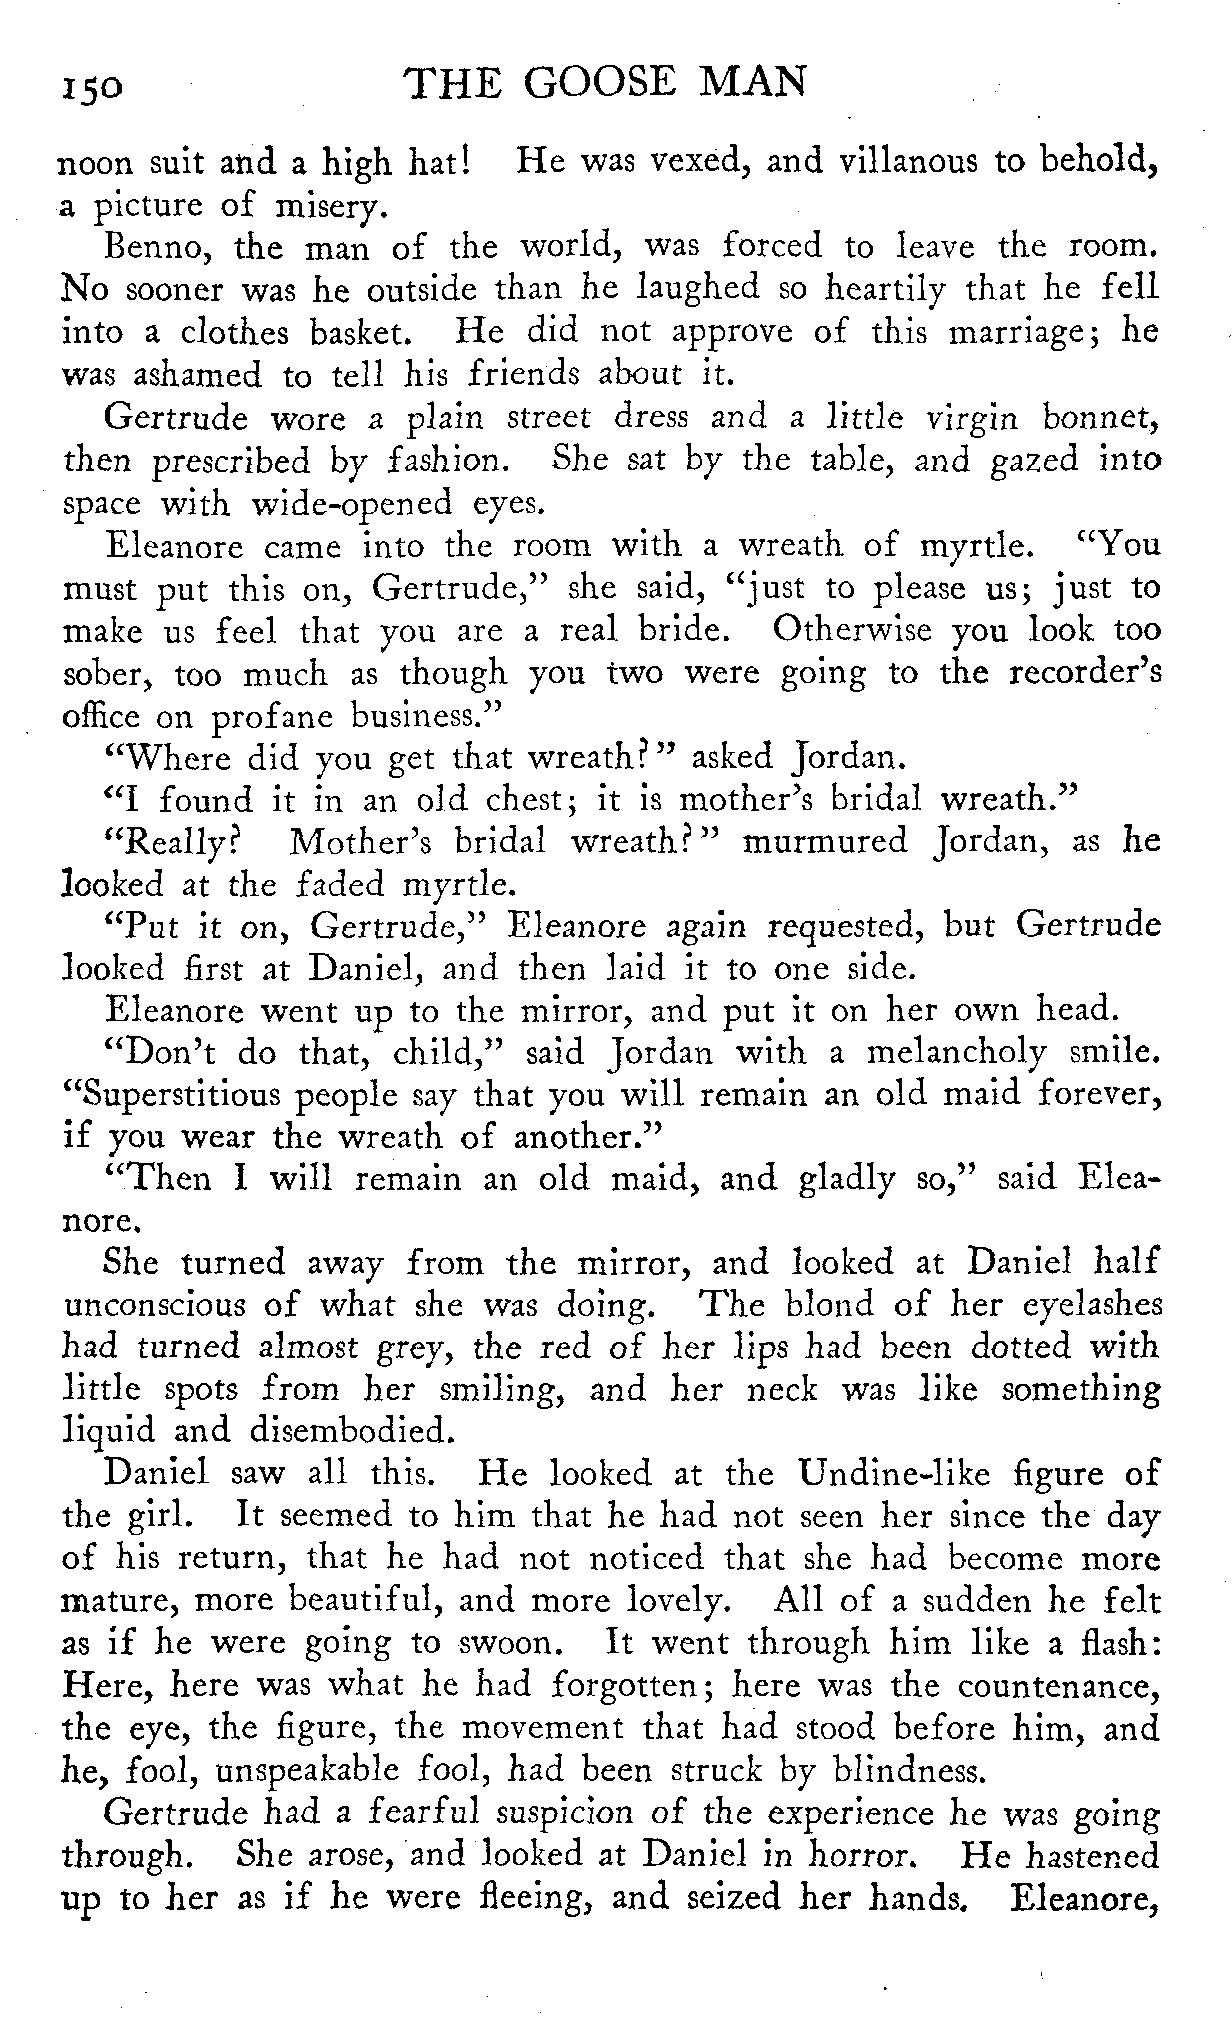 150 THE GOOSE MAN
noon suit and a high hat! He was vexed, and villanous to behold,
a picture of misery.
Benno, the man of the world, was forced to leave the room.
No sooner was he outside than he laughed so heartily that he fell
into a clothes basket. He did not approve of this marriage; he
was ashamed to tell his friends about it.
Gertrude wore a plain street dress and a little virgin bonnet,
then prescribed by fashion. She sat by the table, and gazed into
space with wide-opened eyes.
Eleanore came into the room with a wreath of myrtle. “You
must put this on, Gertrude,” she said, “just to please us; just to
make us feel that you are a real bride. Otherwise you look too
sober, too much as though you two were going to the recorder’s
office on profane business.”
“Where did you get that wreath?” asked Jordan.
“I found it in an old chest; it is mother’s bridal wreath.”
“Really? Mother’s bridal wreath?” murmured Jordan, as he
looked at the faded myrtle.
“Put it on, Gertrude,” Eleanore again requested, but Gertrude
looked first at Daniel, and then laid it to one side.
Eleanore went up to the mirror, and put it on her own head.
“Don’t do that, child,” said Jordan with a melancholy smile.
“Superstitious people say that you will remain an old maid forever,
if you wear the wreath of another.”
“Then I will remain an old maid, and gladly so,” said Elea-
nore.
She turned away from the mirror, and looked at Daniel half
unconscious of what she was doing. The blond of her eyelashes
had turned almost grey, the red of her lips had been dotted with
little spots from her smiling, and her neck was like something
liquid and disembodied.
Daniel saw all this. He looked at the Undine-like figure of
the girl. It seemed to him that he had not seen her since the day
of his return, that he had not noticed that she had become more
mature, more beautiful, and more lovely. All of a sudden he felt
as if he were going to swoon. It went through him like a flash:
Here, here was what he had forgotten; here was the countenance,
the eye, the figure, the movement that had stood before him, and
he, fool, unspeakable fool, had been struck by blindness.
Gertrude had a fearful suspicion of the experience he was going
through. She arose, and looked at Daniel in horror. He hastened
up to her as if he were fleeing, and seized her hands. Eleanore,